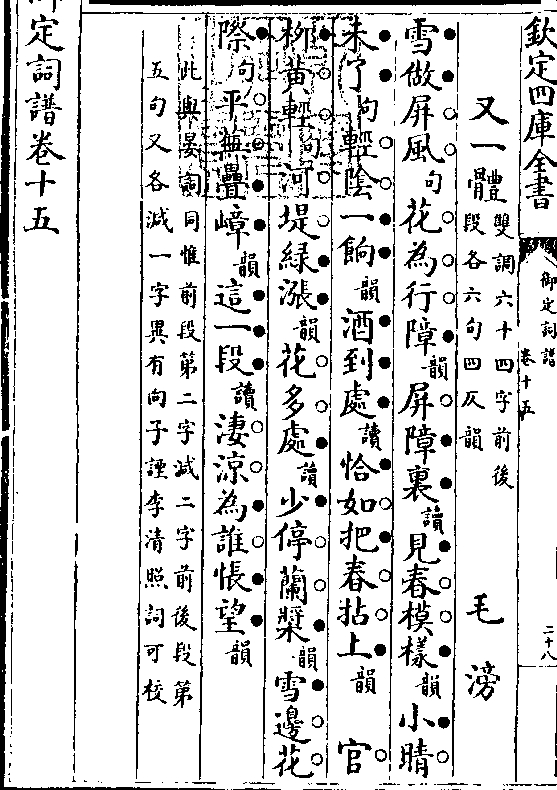 欽定四庫全書
御定詞譜
卷十五
二十八
又一體 雙調六十四字前後
段各六句四仄韻 毛滂
雪做屏風句花為行障韻屏障裏讀見春模樣韻小晴
未了句輕陰一餉韻酒到處讀恰如把春拈上韻 官
柳黃輕句河堤綠漲韻花多處讀少停蘭槳韻雪邊花
際句平蕪疊嶂韻這一段讀淒涼為誰悵望韻
此與晏詞同惟前段第二字減二字前後段第
五句又各減一字異有向子諲李清照詞可校
御定詞譜卷十五